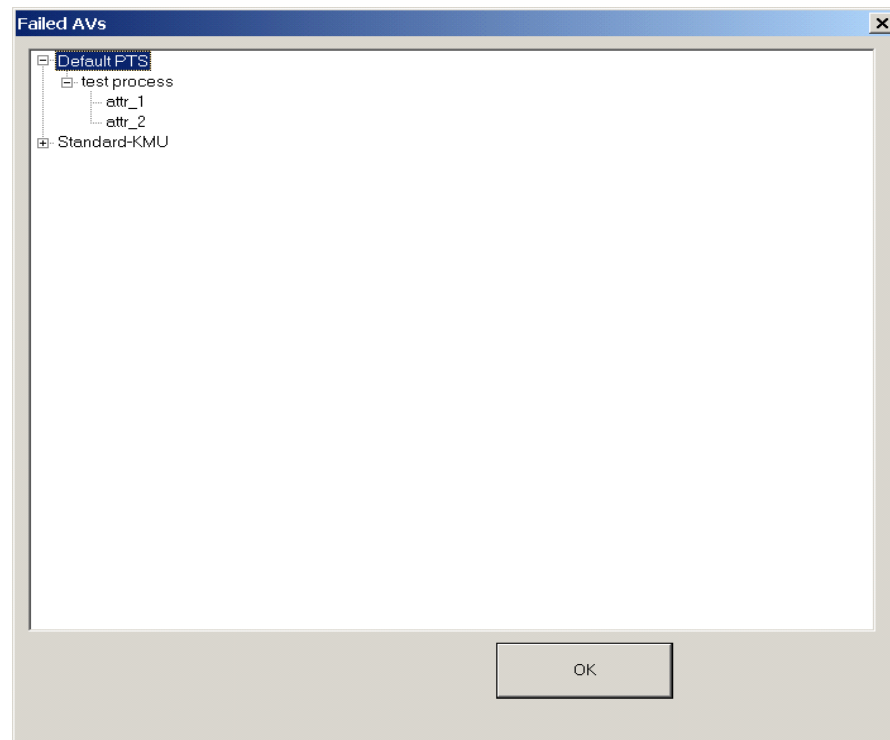 Failed AVs
Default PTS
test process
attr_1
attr_2
Standard-KMU
OK